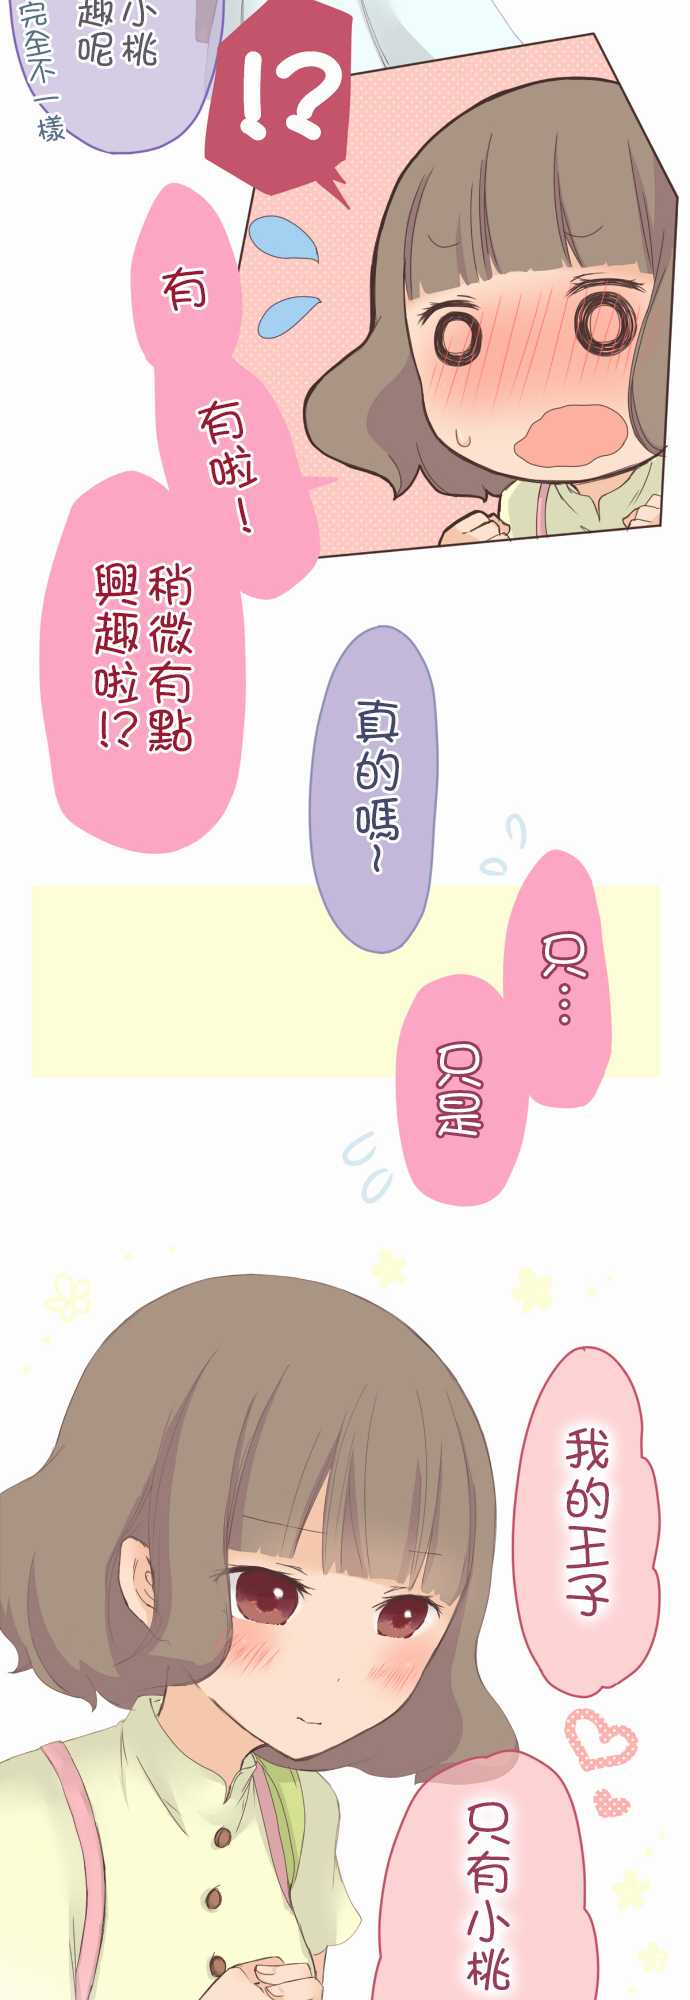 小桃
趣呢
完全不一樣
!?
有
有啦!
稍微有點
興趣啦!?
真的嗎~
只…
只是
我的王子
只有小桃